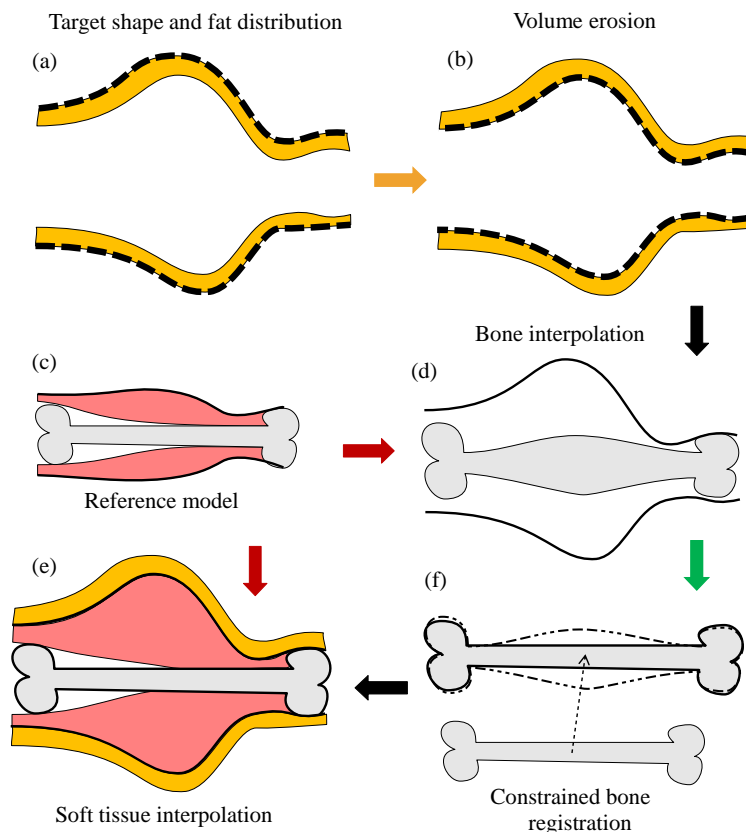 Target shape and fat distribution
Volume erosion
(a)
(b)
Bone interpolation
(c)
(d)
Reference model
(e)
(f)
Soft tissue interpolation
Constrained bone
registration